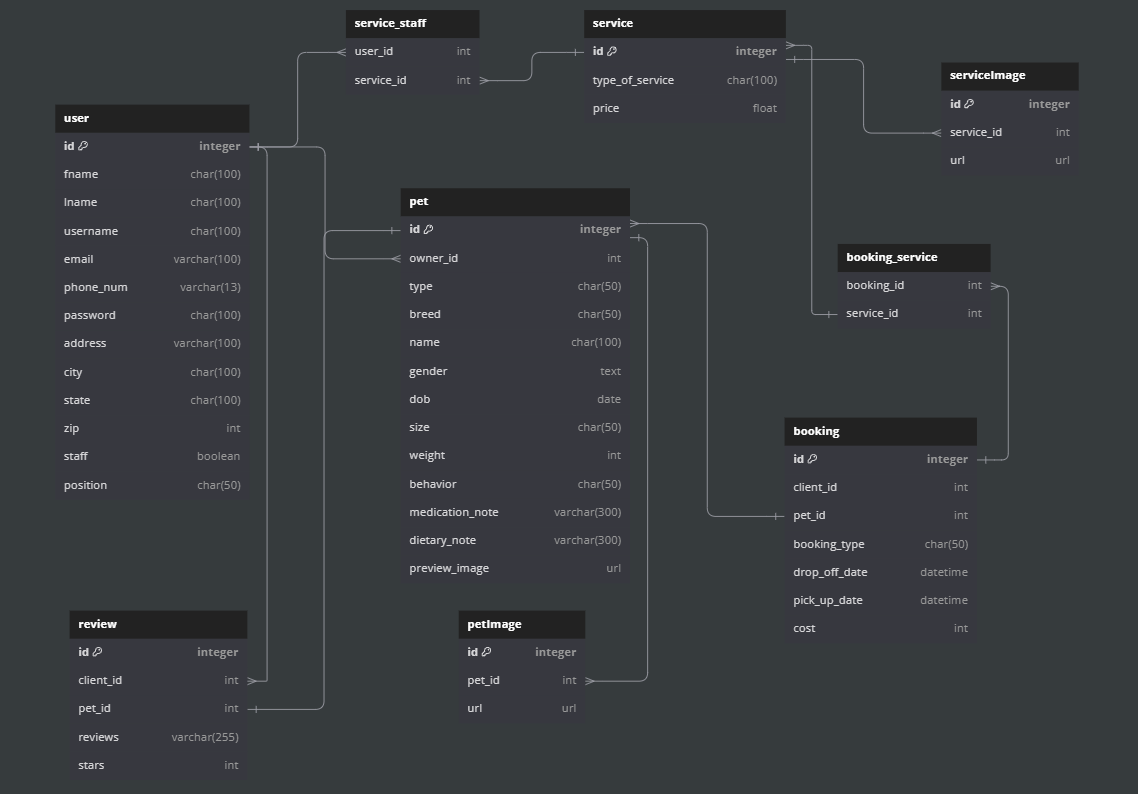 service_staff
user_id int
service_id int
service
id integer
type_of_service char(100)
price float
serviceImage
id integer
service_id int
url url
user
id integer
fname char(100)
lname char(100)
username char(100)
email varchar(100)
phone_num varchar(13)
password char(100)
address varchar(100)
city char(100)
state char(100)
zip int
staff boolean
position char(50)
pet
id integer
owner_id int
type char(50)
breed char(50)
name char(100)
gender text
dob date
size char(50)
weight int
behavior char(50)
medication_note varchar(300)
dietary_note varchar(300)
preview_image url
booking_service
booking_id int
service_id int
booking
id integer
client_id int
pet_id int
booking_type char(50)
drop_off_date datetime
pick_up_date datetime
cost int
review
id integer
client_id int
pet_id int
reviews varchar(255)
stars int
petImage
id integer
pet_id int
url url